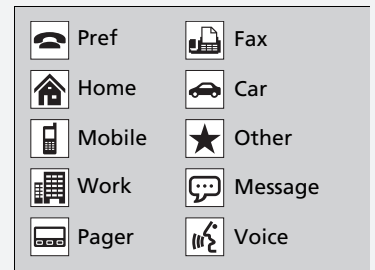 Pref
Home
Mobile
Work
Pager
Fax
Car
Other
Message
Voice